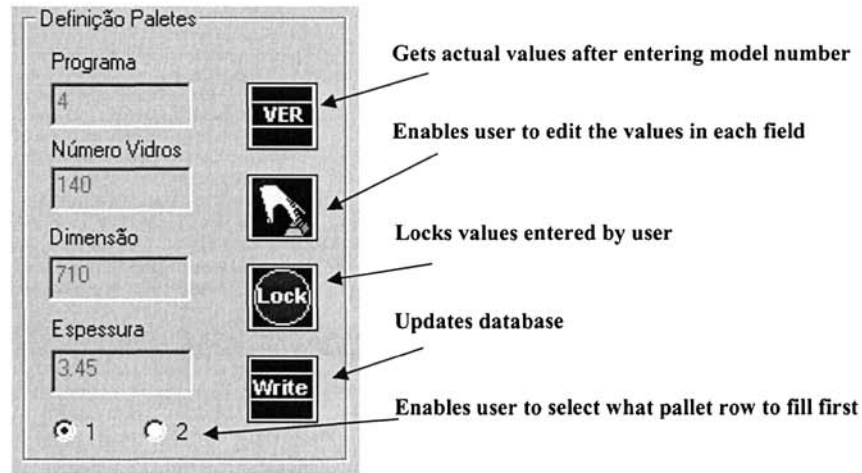 Definição Paletes
Programa
4
VER
Gets actual values after entering model number
Número Vidros
140
Enables user to edit the values in each field
Dimensão
710
Lock
Locks values entered by user
Espessura
3.45
Write
Updates database
1 2
Enables user to select what pallet row to fill first